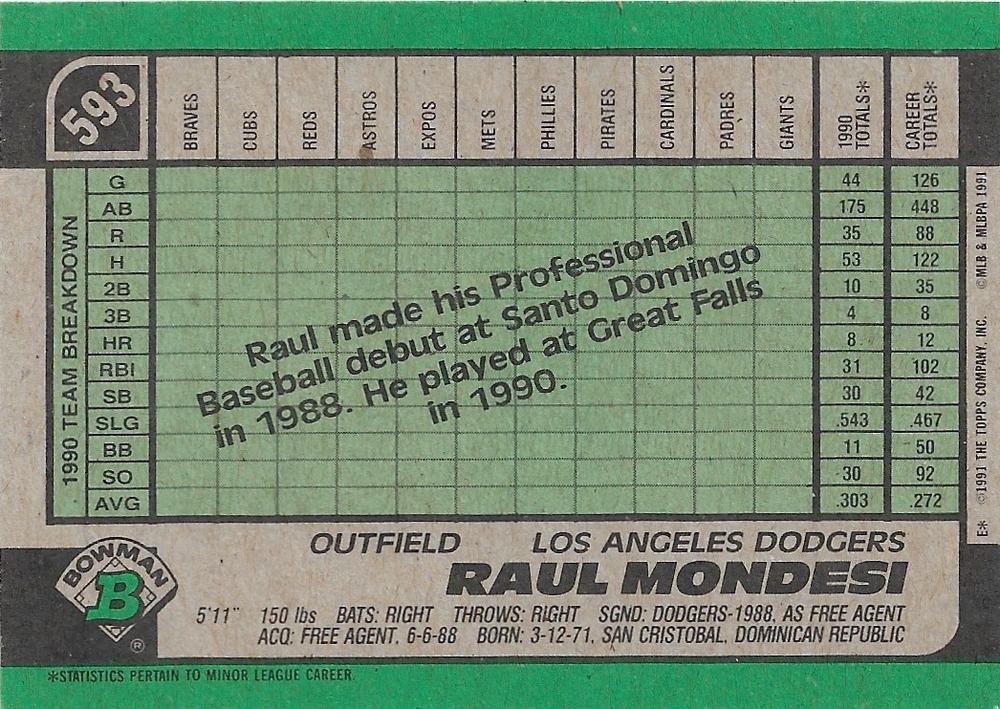 593
BRAVES CUBS REDS ASTROS EXPOS METS PHILLIES PIRATES CARDINALS PADRES GIANTS 1990 TOTALS* CAREER TOTALS*
1990 TEAM BREAKDOWN
G 44 126
AB 175 448
R 35 88
H 53 122
2B 10 35
3B 4 8
HR 8 12
RBI 31 102
SB 30 42
SLG .543 .467
BB 11 50
SO 30 92
AVG .303 .272
Raul made his Professional
Baseball debut at Santo Domingo
in 1988. He played at Great Falls
in 1990.
E* ©1991 THE TOPPS COMPANY, INC. ©MLB & MLBPA 1991
BOWMAN
B
®
OUTFIELD LOS ANGELES DODGERS
RAUL MONDESI
5'11" 150 lbs BATS: RIGHT THROWS: RIGHT SGND: DODGERS-1988, AS FREE AGENT
ACQ: FREE AGENT, 6-6-88 BORN: 3-12-71, SAN CRISTOBAL, DOMINICAN REPUBLIC
*STATISTICS PERTAIN TO MINOR LEAGUE CAREER.